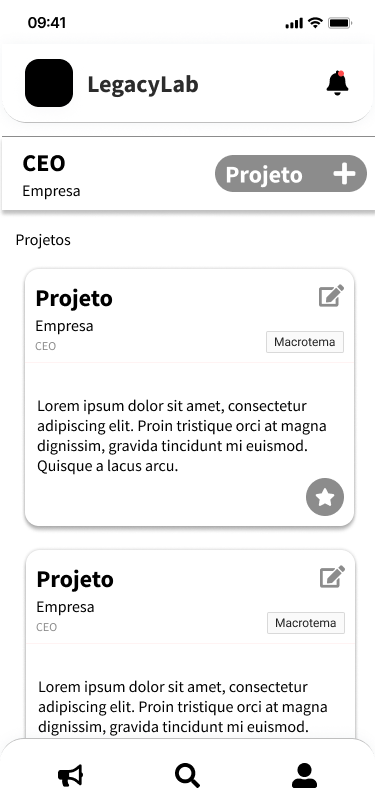 09:41
LegacyLab
CEO
Empresa
Projeto
Projetos
Projeto
Empresa
CEO
Macrotema
Lorem ipsum dolor sit amet, consectetur
adipiscing elit. Proin tristique orci at magna
dignissim, gravida tincidunt mi euismod.
Quisque a lacus arcu.
Projeto
Empresa
CEO
Macrotema
Lorem ipsum dolor sit amet, consectetur
adipiscing elit. Proin tristique orci at magna
dignissim, gravida tincidunt mi euismod.